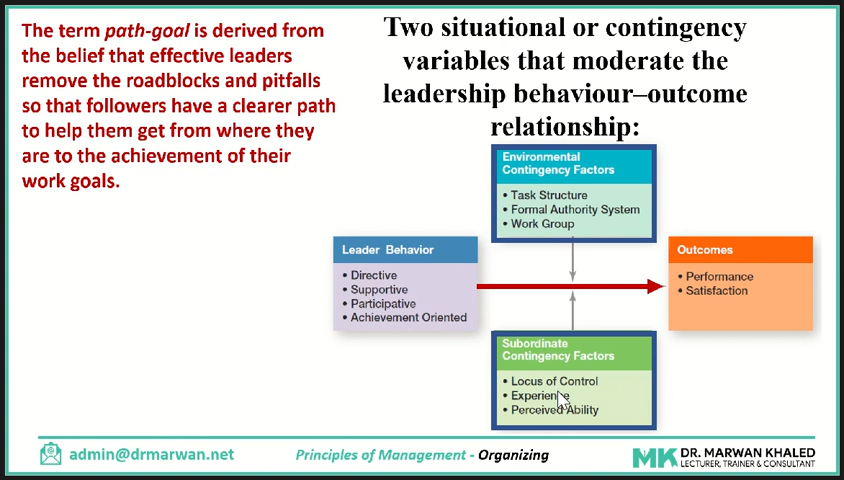 The term path-goal is derived from
the belief that effective leaders
remove the roadblocks and pitfalls
so that followers have a clearer path
to help them get from where they
are to the achievement of their
work goals.
Two situational or contingency
variables that moderate the
leadership behaviour–outcome
relationship:
Environmental
Contingency Factors
• Task Structure
• Formal Authority System
• Work Group
Leader Behavior
• Directive
• Supportive
• Participative
• Achievement Oriented
Outcomes
• Performance
• Satisfaction
Subordinate
Contingency Factors
• Locus of Control
• Experience
• Perceived Ability
admin@drmarwan.net
Principles of Management - Organizing
MK DR. MARWAN KHALED
LECTURER, TRAINER & CONSULTANT